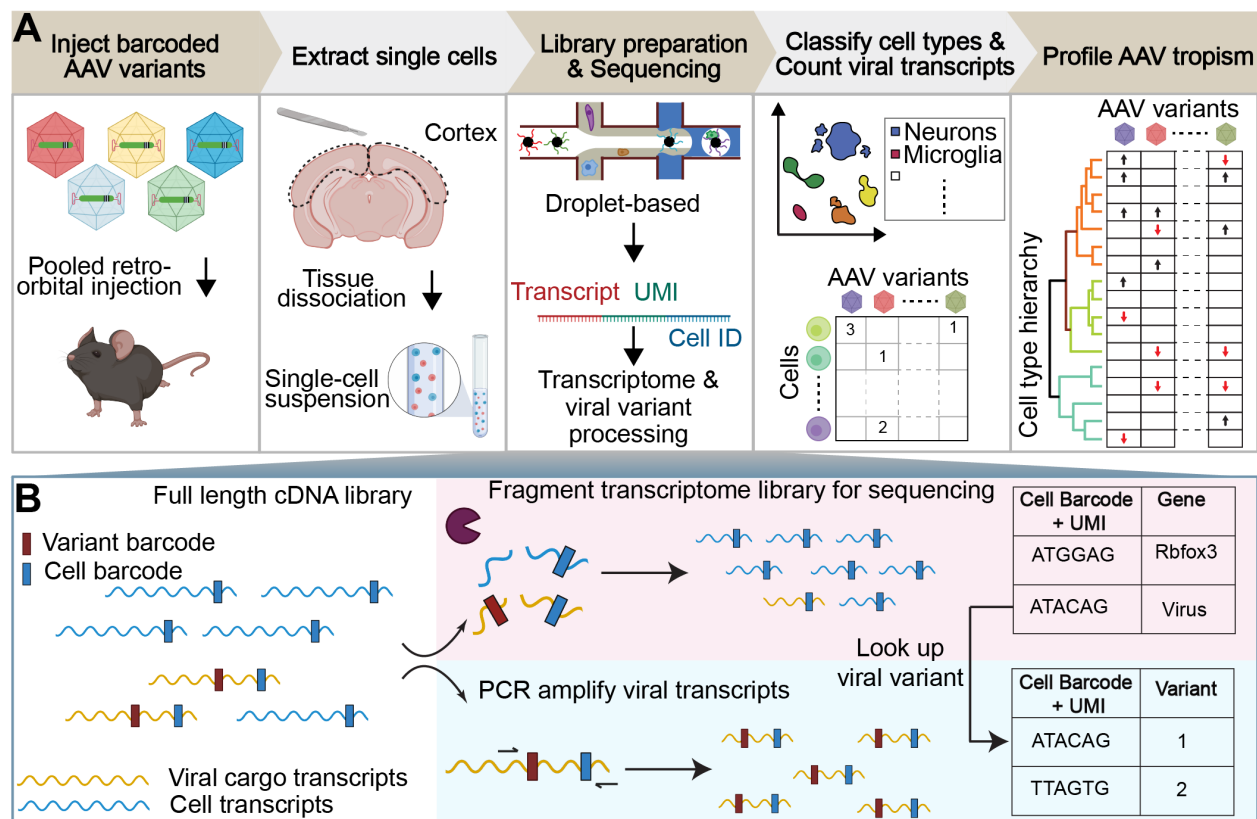 A
Inject barcoded
AAV variants
Extract single cells
Library preparation
& Sequencing
Classify cell types &
Count viral transcripts
Profile AAV tropism
Pooled retro-
orbital injection
Cortex
Tissue
dissociation
Single-cell
suspension
Droplet-based
Transcript UMI
Cell ID
Transcriptome &
viral variant
processing
Neurons
Microglia
AAV variants
Cells
3 1
1
2
AAV variants
Cell type hierarchy
B
Full length cDNA library
Variant barcode
Cell barcode
Viral cargo transcripts
Cell transcripts
Fragment transcriptome library for sequencing
PCR amplify viral transcripts
Look up
viral variant
Cell Barcode
+ UMI
Gene
ATGGAG Rbfox3
ATACAG Virus
Cell Barcode
+ UMI
Variant
ATACAG 1
TTAGTG 2